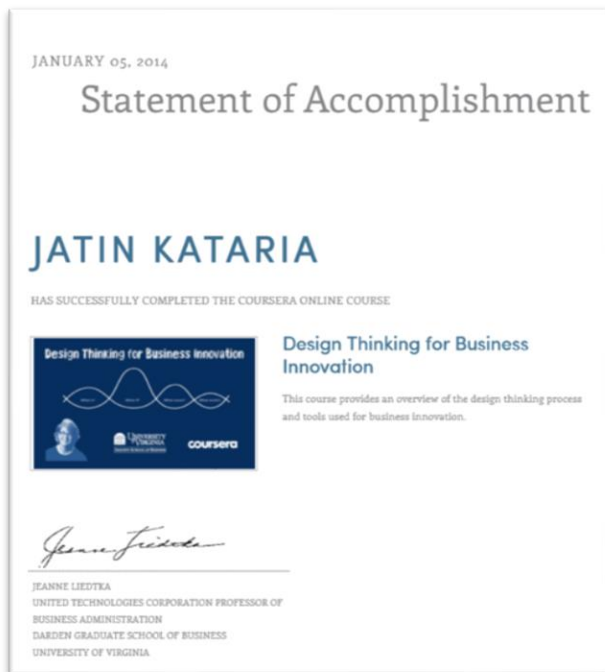 JANUARY 05, 2014
Statement of Accomplishment
JATIN KATARIA
HAS SUCCESSFULLY COMPLETED THE COURSERA ONLINE COURSE
Design Thinking for Business Innovation
UNIVERSITY
of VIRGINIA
coursera
Design Thinking for Business
Innovation
This course provides an overview of the design thinking process
and tools used for business innovation.
JEANNE LIEDTKA
UNITED TECHNOLOGIES CORPORATION PROFESSOR OF
BUSINESS ADMINISTRATION
DARDEN GRADUATE SCHOOL OF BUSINESS
UNIVERSITY OF VIRGINIA